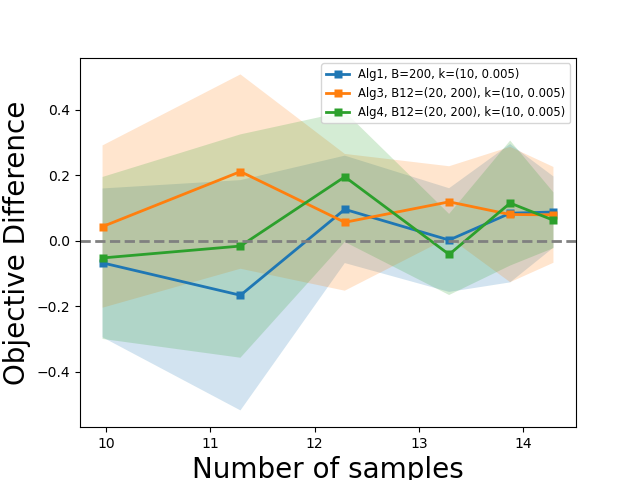 Alg1, B=200, k=(10, 0.005)
Alg3, B12=(20, 200), k=(10, 0.005)
Alg4, B12=(20, 200), k=(10, 0.005)
Objective Difference
0.4
0.2
0.0
−0.2
−0.4
10 11 12 13 14
Number of samples